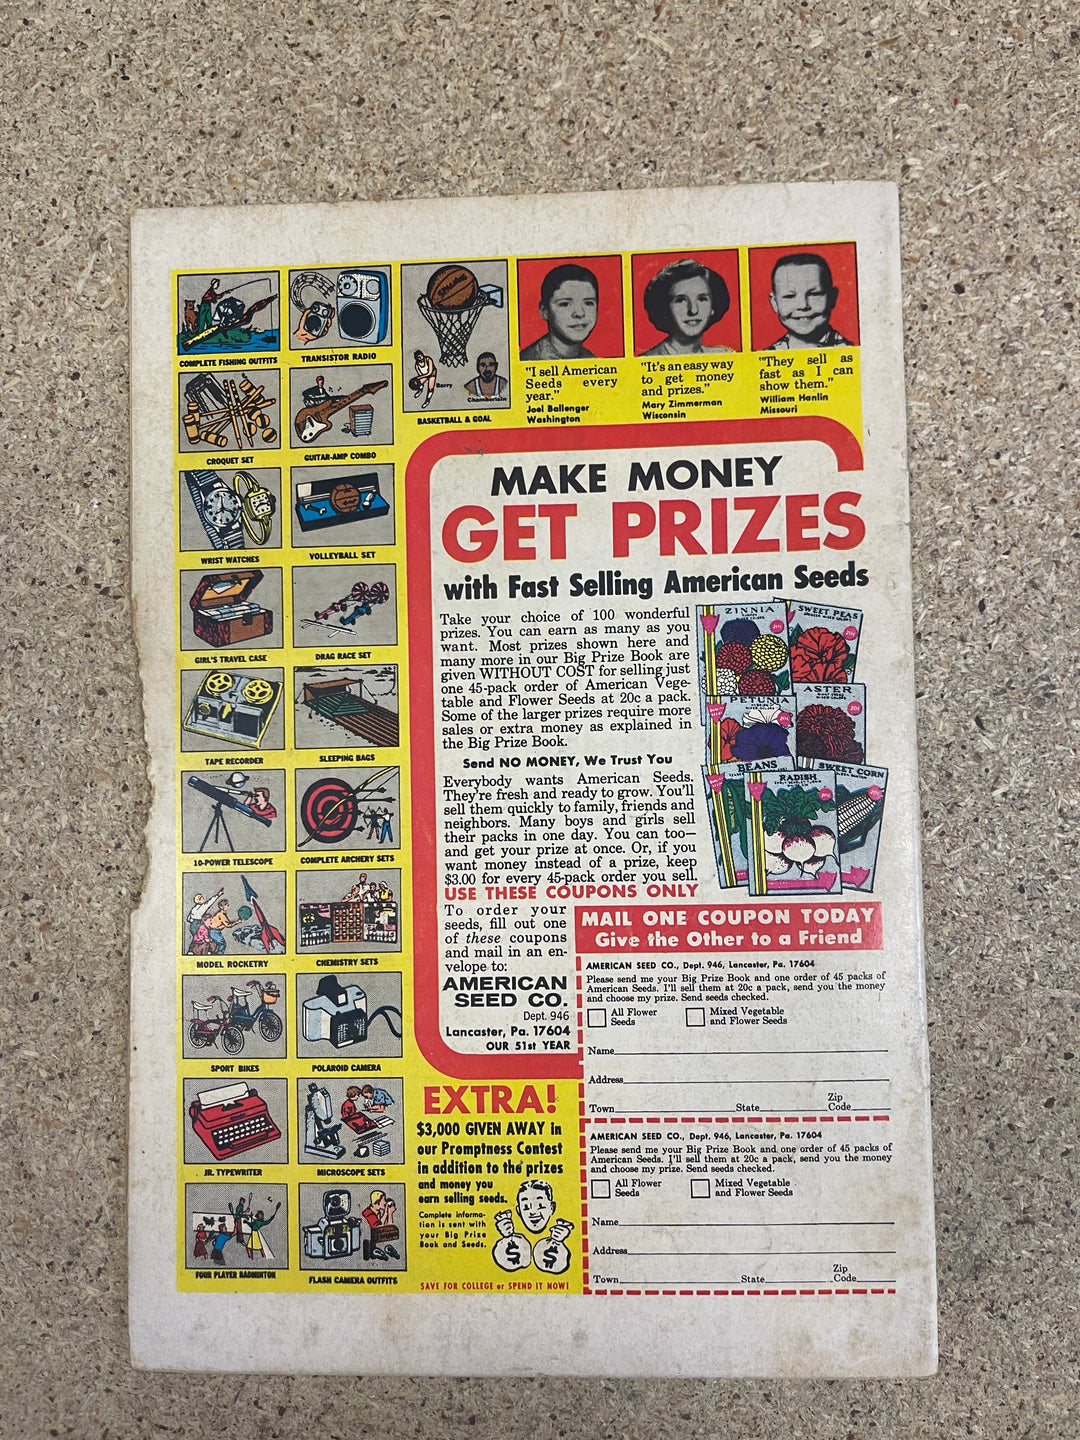 COMPLETE FISHING OUTFITS
TRANSISTOR RADIO
Barry
Chamberlain
BASKETBALL & GOAL
CROQUET SET
GUITAR-AMP COMBO
WRIST WATCHES
VOLLEYBALL SET
GIRL'S TRAVEL CASE
DRAG RACE SET
TAPE RECORDER
SLEEPING BAGS
10-POWER TELESCOPE
COMPLETE ARCHERY SETS
MODEL ROCKETRY
CHEMISTRY SETS
SPORT BIKES
POLAROID CAMERA
JR. TYPEWRITER
MICROSCOPE SETS
FOUR PLAYER BADMINTON
FLASH CAMERA OUTFITS
"I sell American
Seeds every
year."
Joel Ballenger
Washington
"It's an easy way
to get money
and prizes."
Mary Zimmerman
Wisconsin
"They sell as
fast as I can
show them."
William Hanlin
Missouri
MAKE MONEY
GET PRIZES
with Fast Selling American Seeds
Take your choice of 100 wonderful
prizes. You can earn as many as you
want. Most prizes shown here and
many more in our Big Prize Book are
given WITHOUT COST for selling just
one 45-pack order of American Vege-
table and Flower Seeds at 20c a pack.
Some of the larger prizes require more
sales or extra money as explained in
the Big Prize Book.
Send NO MONEY, We Trust You
Everybody wants American Seeds.
They're fresh and ready to grow. You'll
sell them quickly to family, friends and
neighbors. Many boys and girls sell
their packs in one day. You can too—
and get your prize at once. Or, if you
want money instead of a prize, keep
$3.00 for every 45-pack order you sell.
USE THESE COUPONS ONLY
ZINNIA
SWEET PEAS
PETUNIA
ASTER
BEANS
RADISH
SWEET CORN
To order your
seeds, fill out one
of these coupons
and mail in an en-
velope to:
AMERICAN
SEED CO.
Dept. 946
Lancaster, Pa. 17604
OUR 51st YEAR
MAIL ONE COUPON TODAY
Give the Other to a Friend
AMERICAN SEED CO., Dept. 946, Lancaster, Pa. 17604
Please send me your Big Prize Book and one order of 45 packs of
American Seeds. I'll sell them at 20c a pack, send you the money
and choose my prize. Send seeds checked.
All Flower
Seeds
Mixed Vegetable
and Flower Seeds
Name
Address
Town State Zip
Code
AMERICAN SEED CO., Dept. 946, Lancaster, Pa. 17604
Please send me your Big Prize Book and one order of 45 packs of
American Seeds. I'll sell them at 20c a pack, send you the money
and choose my prize. Send seeds checked.
All Flower
Seeds
Mixed Vegetable
and Flower Seeds
Name
Address
Town State Zip
Code
EXTRA!
$3,000 GIVEN AWAY in
our Promptness Contest
in addition to the prizes
and money you
earn selling seeds.
Complete informa-
tion is sent with
your Big Prize
Book and Seeds.
$ $
SAVE FOR COLLEGE or SPEND IT NOW!